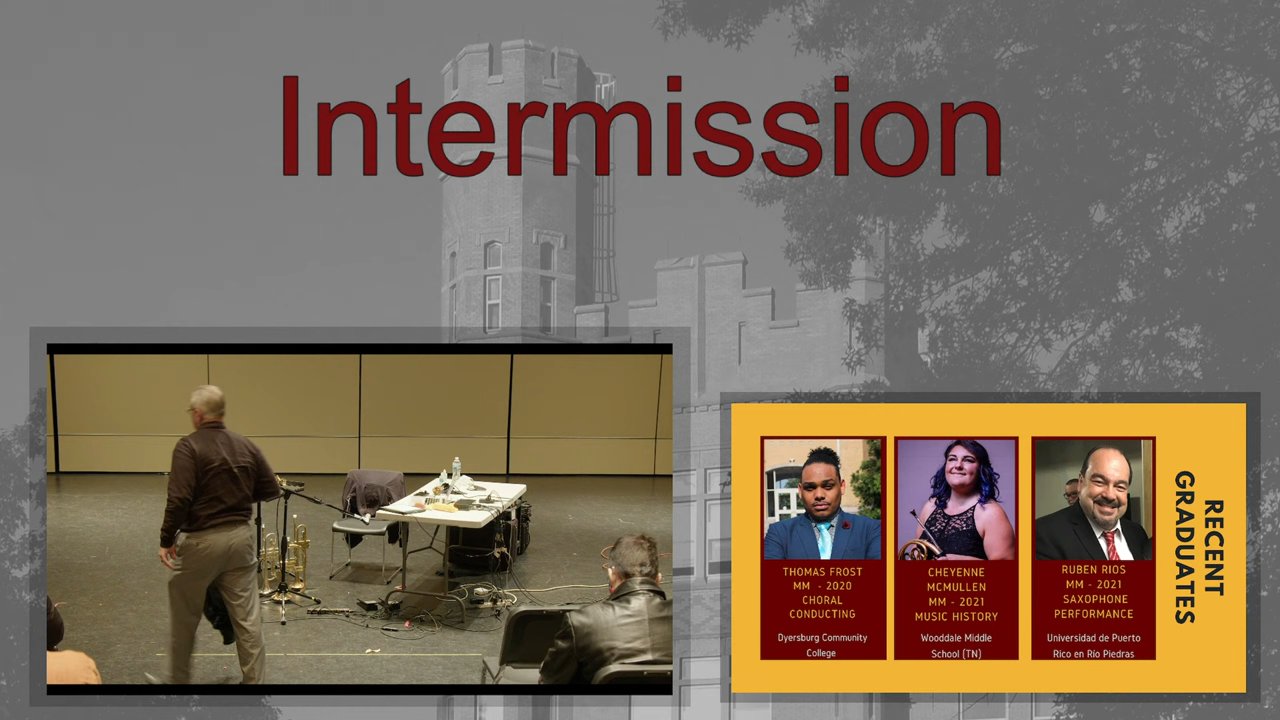 Intermission
THOMAS FROST
MM - 2020
CHORAL
CONDUCTING
Dyersburg Community
College
CHEYENNE
MCMULLEN
MM - 2021
MUSIC HISTORY
Wooddale Middle
School (TN)
RUBEN RIOS
MM - 2021
SAXOPHONE
PERFORMANCE
Universidad de Puerto
Rico en Río Piedras
RECENT
GRADUATES